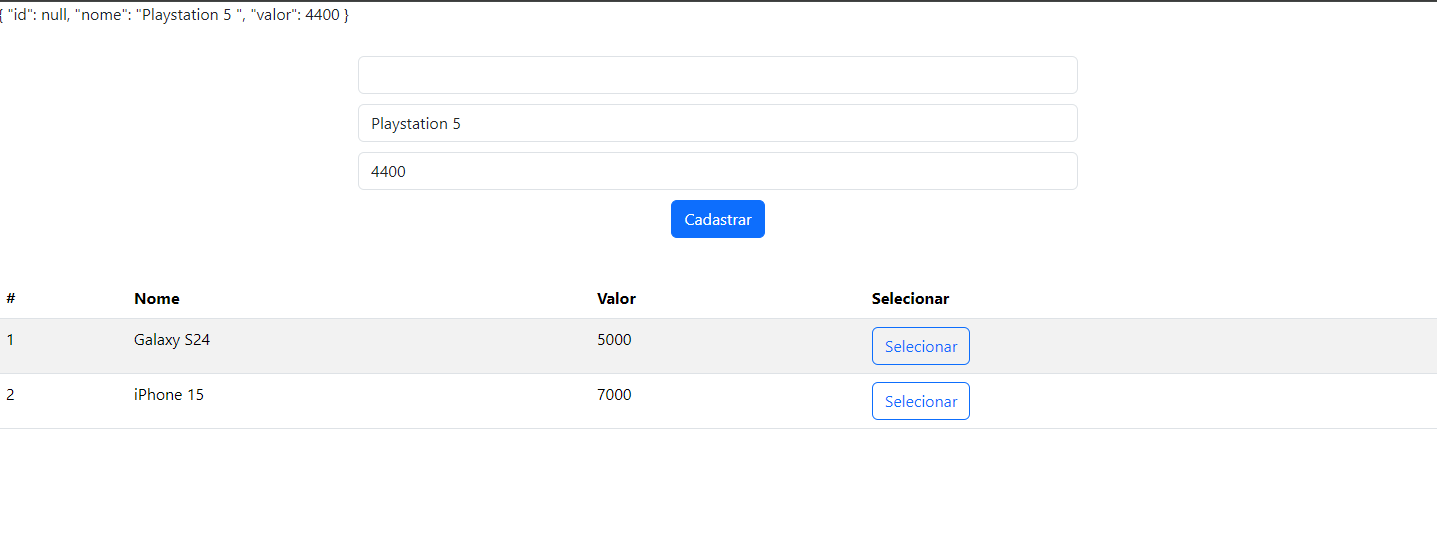 { "id": null, "nome": "Playstation 5 ", "valor": 4400 }
Playstation 5
4400
Cadastrar
# Nome Valor Selecionar
1 Galaxy S24 5000 Selecionar
2 iPhone 15 7000 Selecionar